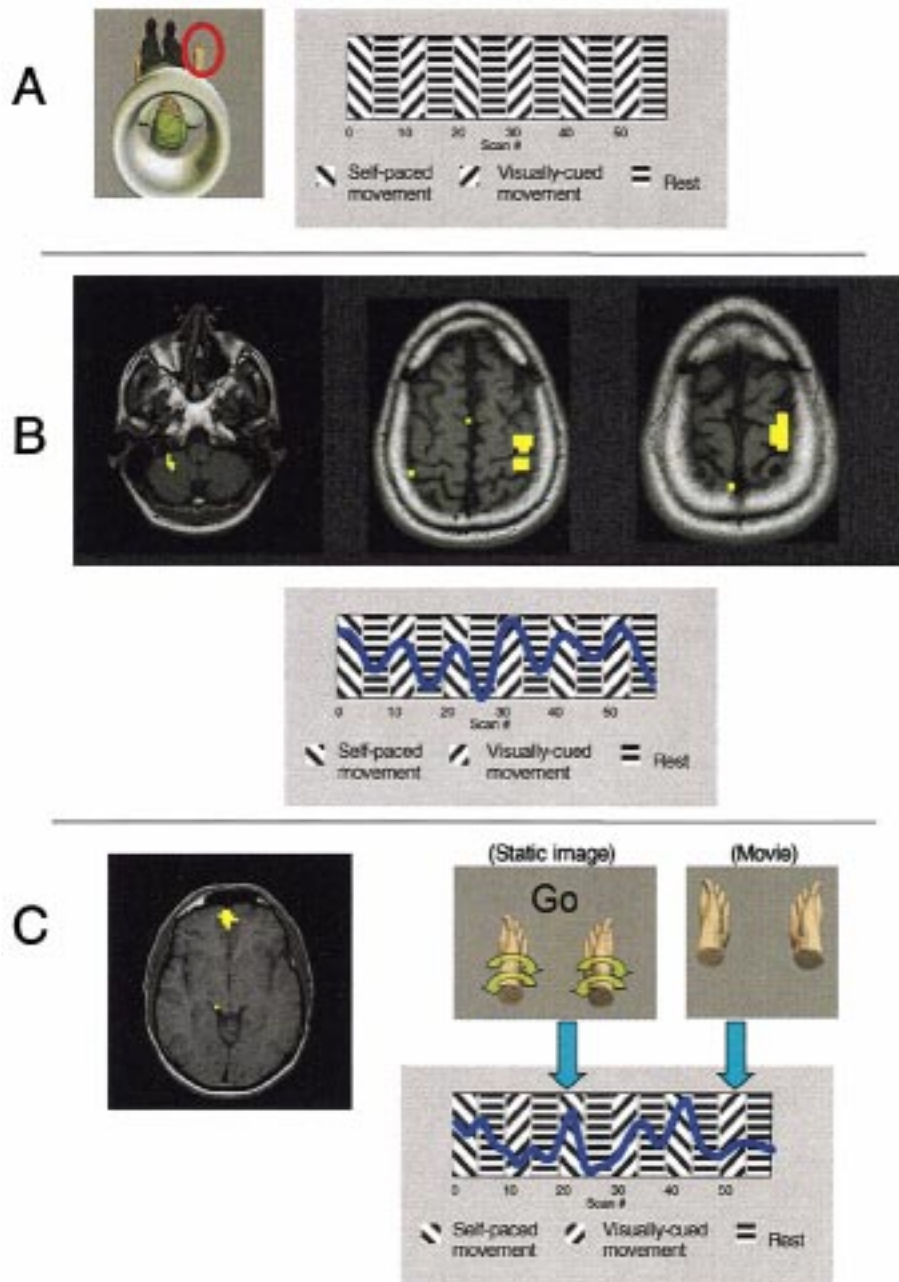 A
0 10 20 30 40 50
Scan #
Self-paced movement
Visually-cued movement
Rest
B
0 10 20 30 40 50
Scan #
Self-paced movement
Visually-cued movement
Rest
C
(Static image)
(Movie)
Go
0 10 20 30 40 50
Scan #
Self-paced movement
Visually-cued movement
Rest